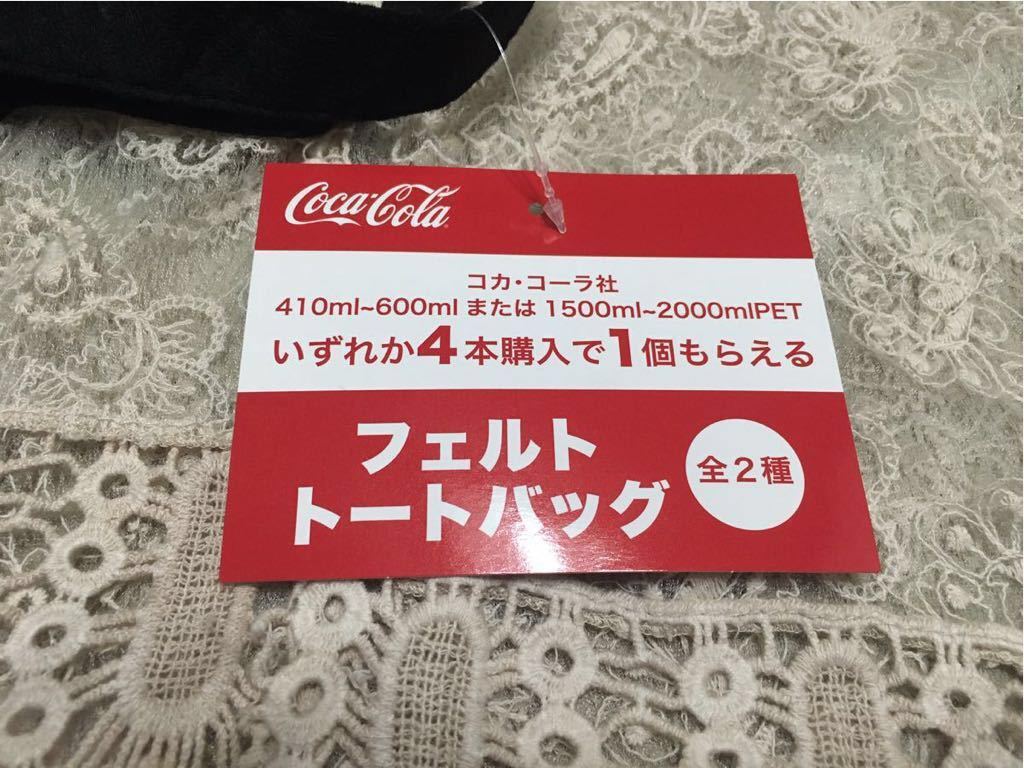 Coca-Cola
コカ・コーラ社
410ml~600ml または 1500ml~2000mlPET
いずれか4本購入で1個もらえる
フェルト
トートバッグ
全2種